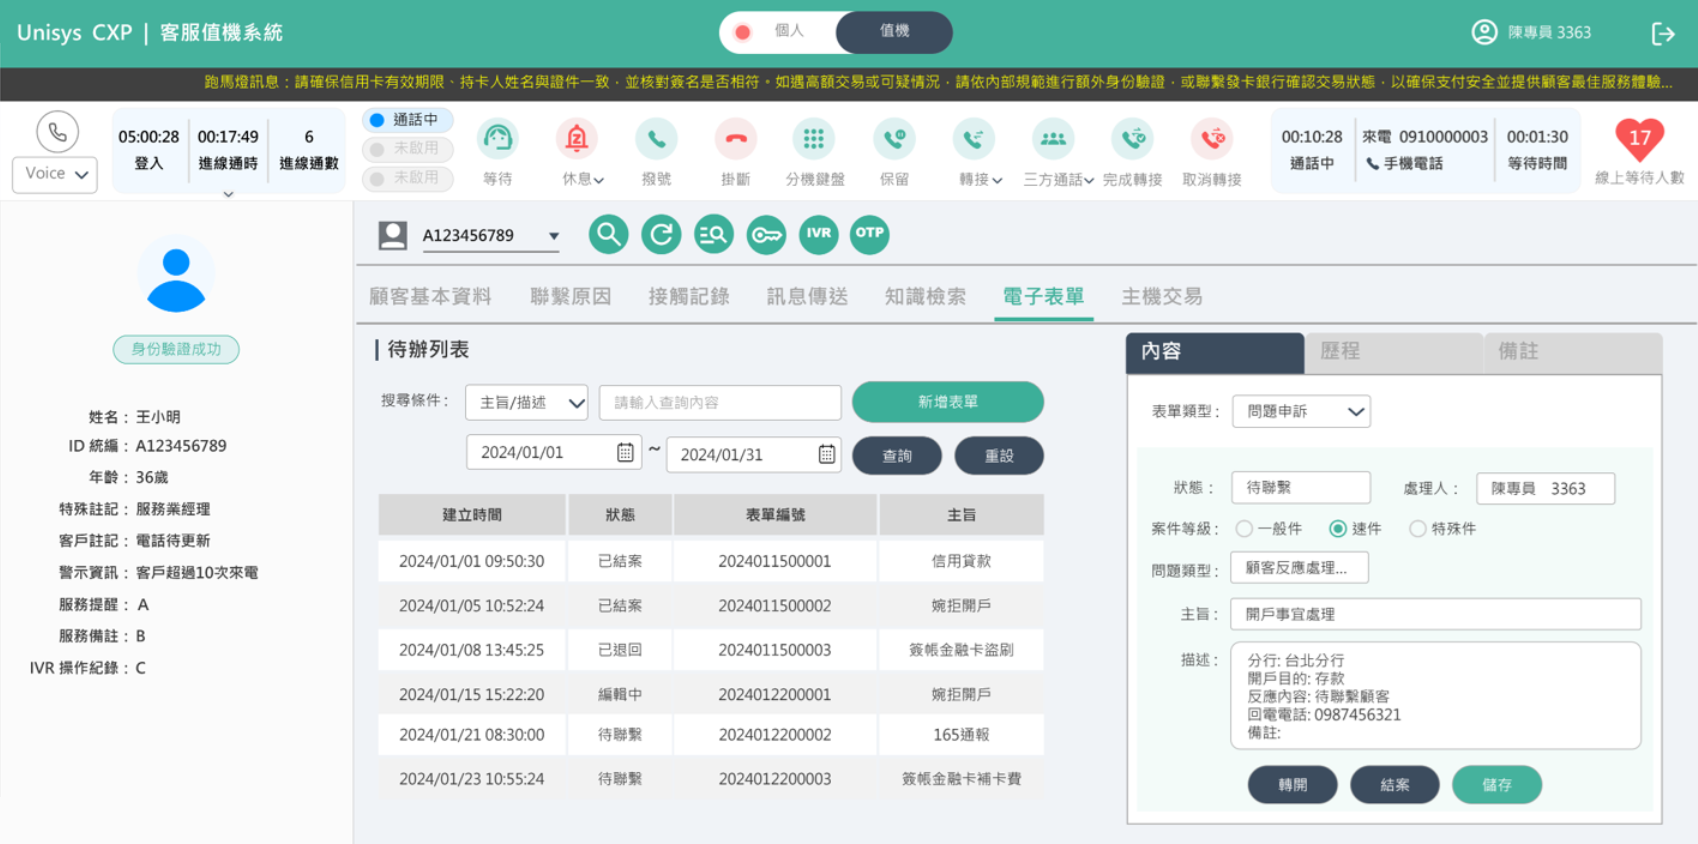 Unisys CXP | 客服值機系統
個人
值機
陳專員 3363
跑馬燈訊息：請確保信用卡有效期限、持卡人姓名與證件一致，並核對簽名是否相符。如遇高額交易或可疑情況，請依內部規範進行額外身份驗證，或聯繫發卡銀行確認交易狀態，以確保支付安全並提供顧客最佳服務體驗...
Voice
05:00:28
登入
00:17:49
進線通時
6
進線通數
通話中
未啟用
未啟用
等待
休息
撥號
掛斷
分機鍵盤
保留
轉接
三方通話
完成轉接
取消轉接
00:10:28
通話中
來電 0910000003
手機電話
00:01:30
等待時間
17
線上等待人數
身份驗證成功
姓名：王小明
ID 統編：A123456789
年齡：36歲
特殊註記：服務業經理
客戶註記：電話待更新
警示資訊：客戶超過10次來電
服務提醒：A
服務備註：B
IVR 操作紀錄：C
A123456789
IVR
OTP
顧客基本資料 聯繫原因 接觸記錄 訊息傳送 知識檢索 電子表單 主機交易
待辦列表
搜尋條件： 主旨/描述 請輸入查詢內容 新增表單
2024/01/01 ~ 2024/01/31 查詢 重設
建立時間 狀態 表單編號 主旨
2024/01/01 09:50:30 已結案 2024011500001 信用貸款
2024/01/05 10:52:24 已結案 2024011500002 婉拒開戶
2024/01/08 13:45:25 已退回 2024011500003 簽帳金融卡盜刷
2024/01/15 15:22:20 編輯中 2024012200001 婉拒開戶
2024/01/21 08:30:00 待聯繫 2024012200002 165通報
2024/01/23 10:55:24 待聯繫 2024012200003 簽帳金融卡補卡費
內容 歷程 備註
表單類型： 問題申訴
狀態： 待聯繫 處理人： 陳專員 3363
案件等級： 一般件 速件 特殊件
問題類型： 顧客反應處理...
主旨： 開戶事宜處理
描述： 分行: 台北分行
開戶目的: 存款
反應內容: 待聯繫顧客
回電電話: 0987456321
備註:
轉開 結案 儲存